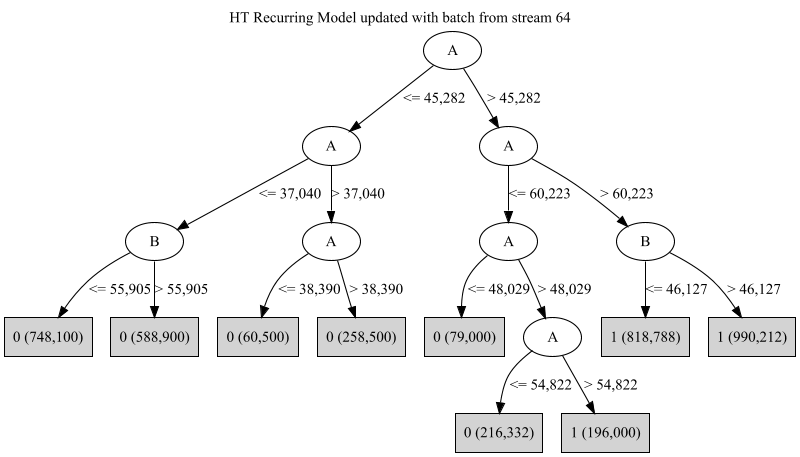 HT Recurring Model updated with batch from stream 64
A
<= 45,282
> 45,282
A
A
<= 37,040
> 37,040
<= 60,223
> 60,223
B
A
A
B
<= 55,905
> 55,905
<= 38,390
> 38,390
<= 48,029
> 48,029
<= 46,127
> 46,127
0 (748,100)
0 (588,900)
0 (60,500)
0 (258,500)
0 (79,000)
A
1 (818,788)
1 (990,212)
<= 54,822
> 54,822
0 (216,332)
1 (196,000)